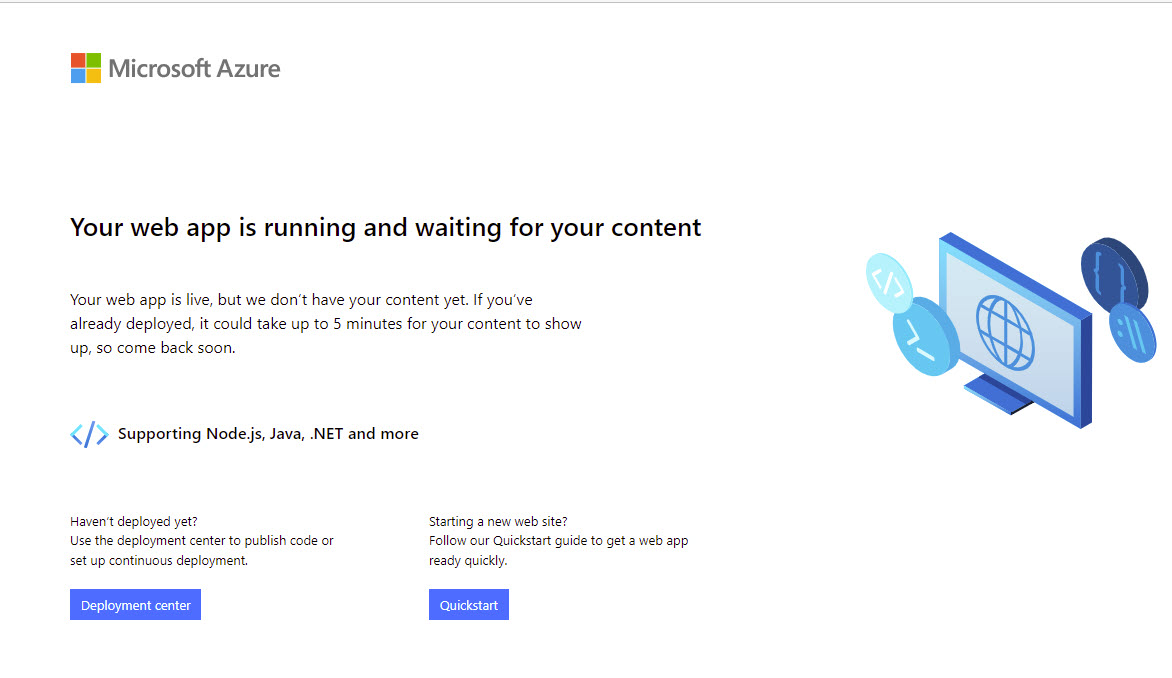 Microsoft Azure
Your web app is running and waiting for your content
Your web app is live, but we don’t have your content yet. If you’ve
already deployed, it could take up to 5 minutes for your content to show
up, so come back soon.
</> Supporting Node.js, Java, .NET and more
Haven’t deployed yet?
Use the deployment center to publish code or
set up continuous deployment.
Deployment center
Starting a new web site?
Follow our Quickstart guide to get a web app
ready quickly.
Quickstart